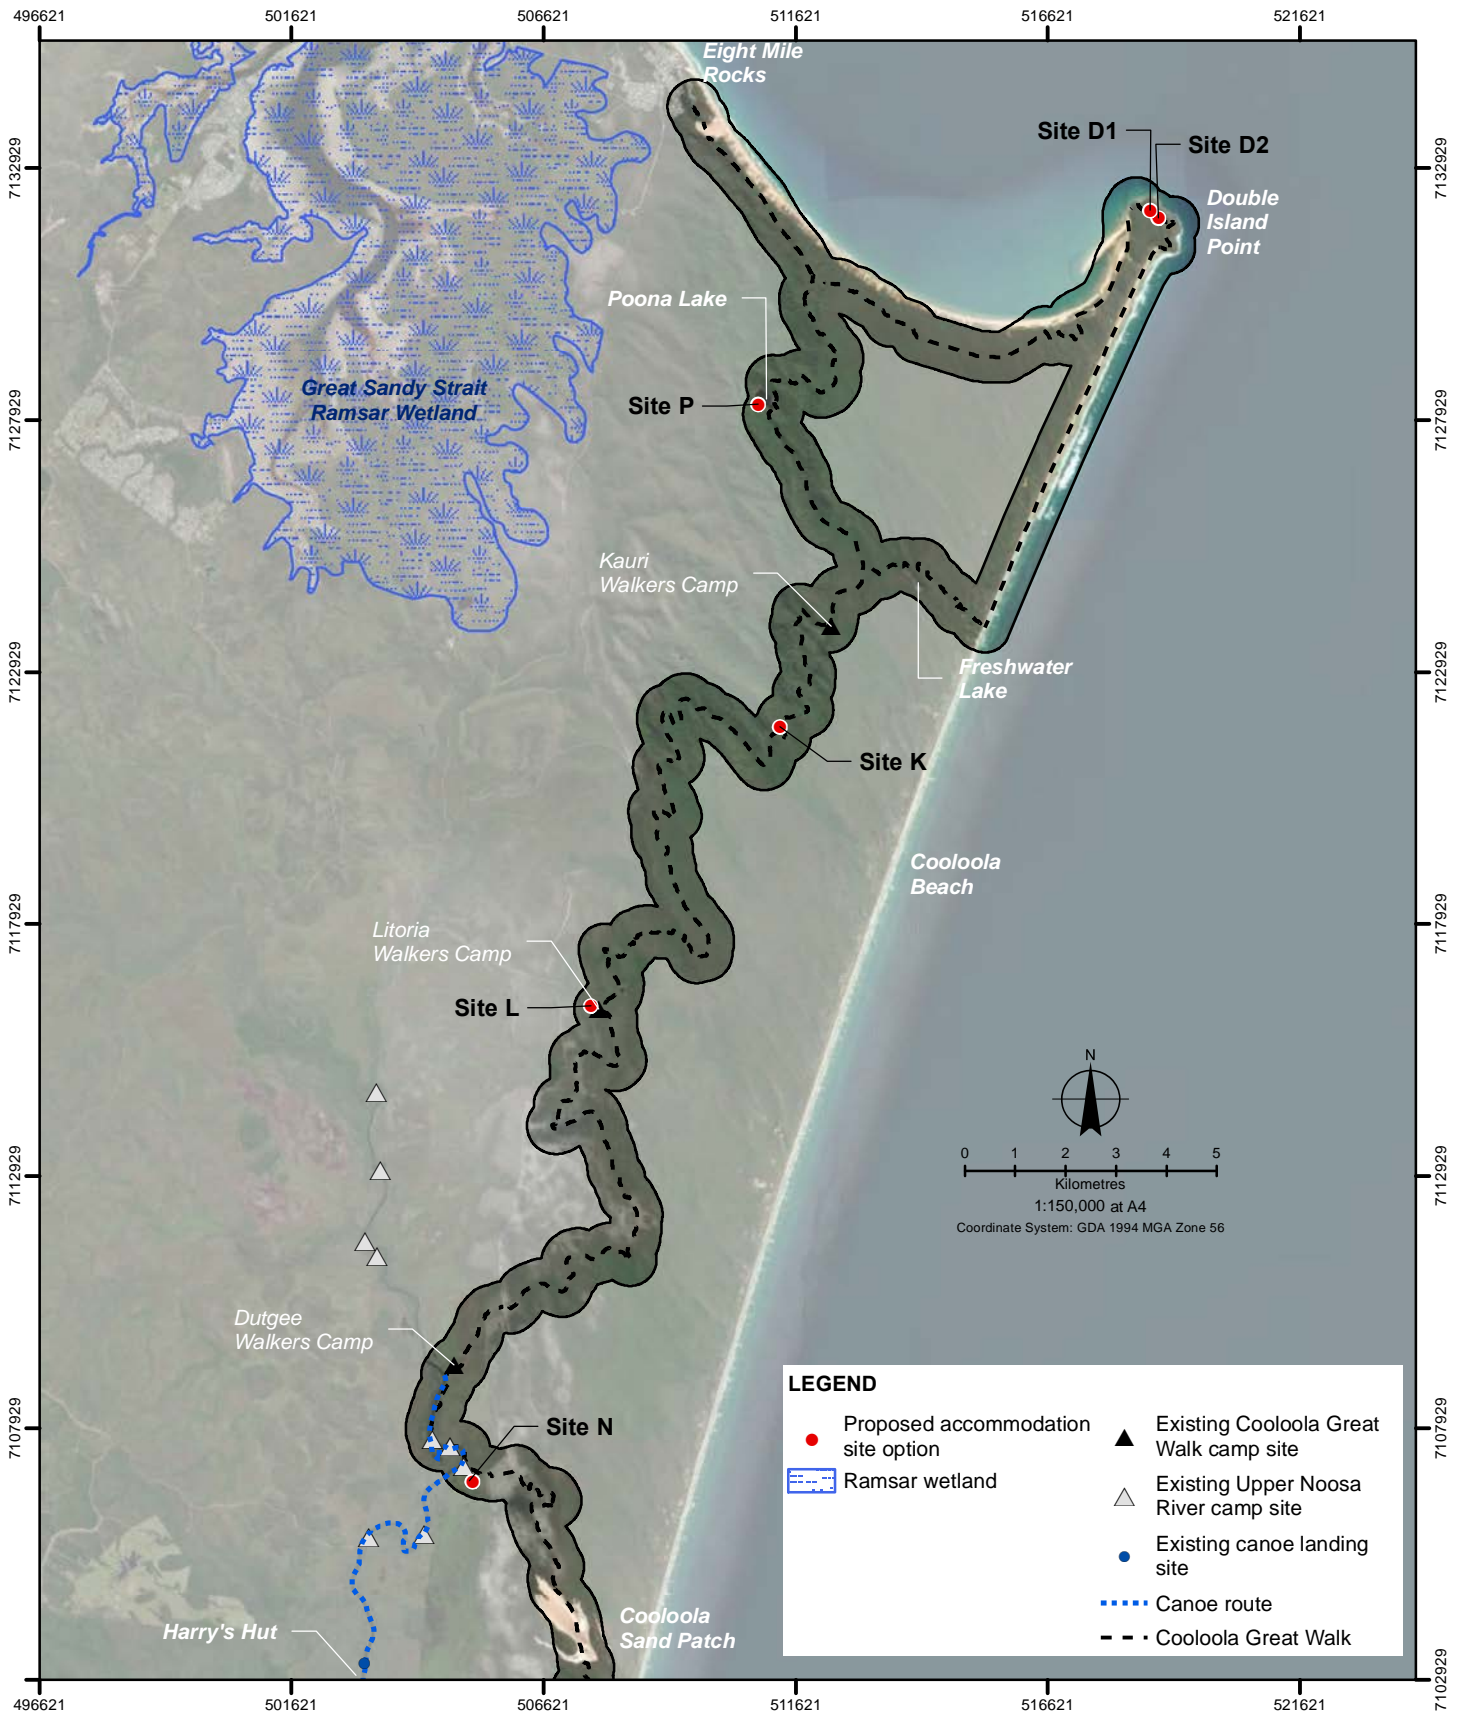 496621
501621
506621
511621
516621
521621
Eight Mile
Rocks
Site D1
Site D2
7132929
7132929
Double
Island
Point
Poona Lake
Great Sandy Strait
Ramsar Wetland
Site P
7127929
7127929
Kauri
Walkers Camp
Freshwater
Lake
7122929
7122929
Site K
Cooloola
Beach
7117929
7117929
Litoria
Walkers Camp
Site L
N
0 1 2 3 4 5
Kilometres
1:150,000 at A4
Coordinate System: GDA 1994 MGA Zone 56
7112929
7112929
Dutgee
Walkers Camp
Site N
7107929
7107929
LEGEND
Proposed accommodation
site option
Ramsar wetland
Existing Cooloola Great
Walk camp site
Existing Upper Noosa
River camp site
Existing canoe landing
site
Canoe route
Cooloola Great Walk
Cooloola
Sand Patch
Harry's Hut
7102929
7102929
496621
501621
506621
511621
516621
521621